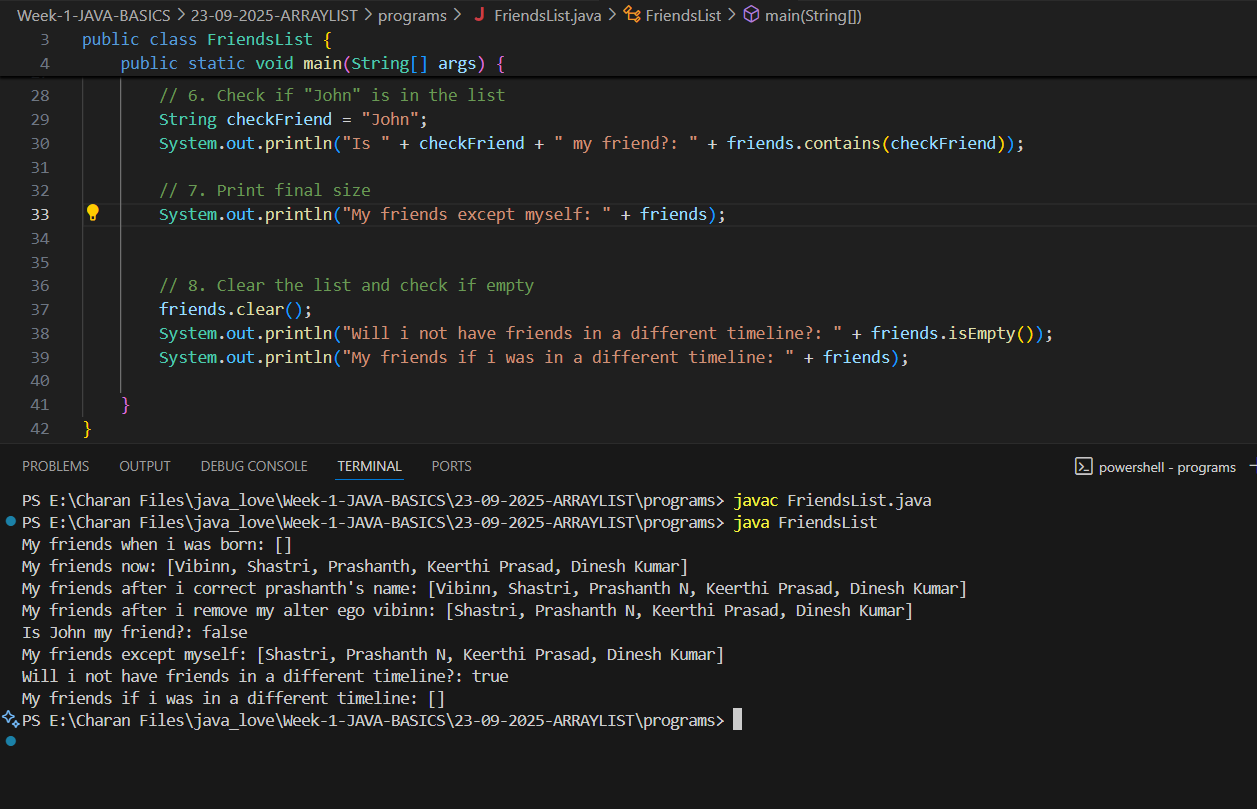 Week-1-JAVA-BASICS > 23-09-2025-ARRAYLIST > programs > J FriendsList.java > FriendsList > main(String[])
3 public class FriendsList {
4 public static void main(String[] args) {
28 // 6. Check if "John" is in the list
29 String checkFriend = "John";
30 System.out.println("Is " + checkFriend + " my friend?: " + friends.contains(checkFriend));
31
32 // 7. Print final size
33 System.out.println("My friends except myself: " + friends);
34
35
36 // 8. Clear the list and check if empty
37 friends.clear();
38 System.out.println("Will i not have friends in a different timeline?: " + friends.isEmpty());
39 System.out.println("My friends if i was in a different timeline: " + friends);
40
41 }
42 }
PROBLEMS OUTPUT DEBUG CONSOLE TERMINAL PORTS powershell - programs
PS E:\Charan Files\java_love\Week-1-JAVA-BASICS\23-09-2025-ARRAYLIST\programs> javac FriendsList.java
PS E:\Charan Files\java_love\Week-1-JAVA-BASICS\23-09-2025-ARRAYLIST\programs> java FriendsList
My friends when i was born: []
My friends now: [Vibinn, Shastri, Prashanth, Keerthi Prasad, Dinesh Kumar]
My friends after i correct prashanth's name: [Vibinn, Shastri, Prashanth N, Keerthi Prasad, Dinesh Kumar]
My friends after i remove my alter ego vibinn: [Shastri, Prashanth N, Keerthi Prasad, Dinesh Kumar]
Is John my friend?: false
My friends except myself: [Shastri, Prashanth N, Keerthi Prasad, Dinesh Kumar]
Will i not have friends in a different timeline?: true
My friends if i was in a different timeline: []
PS E:\Charan Files\java_love\Week-1-JAVA-BASICS\23-09-2025-ARRAYLIST\programs>